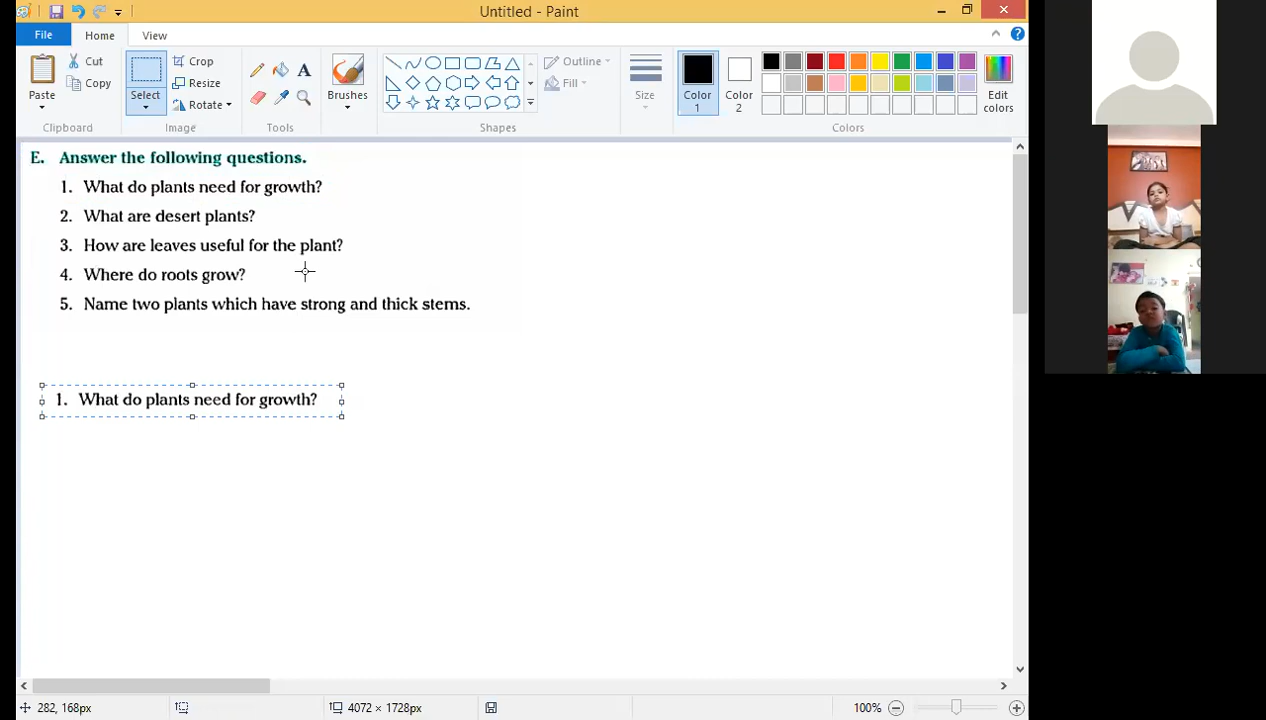 Untitled - Paint
File Home View
Cut
Copy
Paste
Clipboard
Crop
Resize
Rotate
Select
Image
Tools
Brushes
Outline
Fill
Shapes
Size
Color 1
Color 2
Edit colors
Colors
E. Answer the following questions.
1. What do plants need for growth?
2. What are desert plants?
3. How are leaves useful for the plant?
4. Where do roots grow?
5. Name two plants which have strong and thick stems.
1. What do plants need for growth?
282, 168px
4072 × 1728px
100%